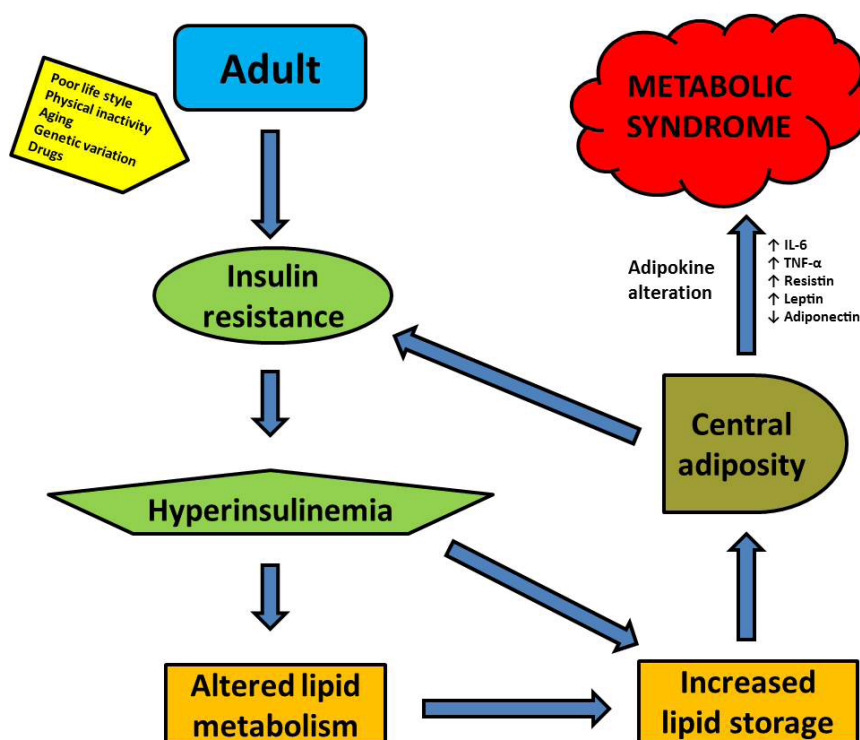 Adult
Poor life style
Physical inactivity
Aging
Genetic variation
Drugs
METABOLIC
SYNDROME
Insulin
resistance
Adipokine
alteration
↑ IL-6
↑ TNF-α
↑ Resistin
↑ Leptin
↓ Adiponectin
Central
adiposity
Hyperinsulinemia
Altered lipid
metabolism
Increased
lipid storage